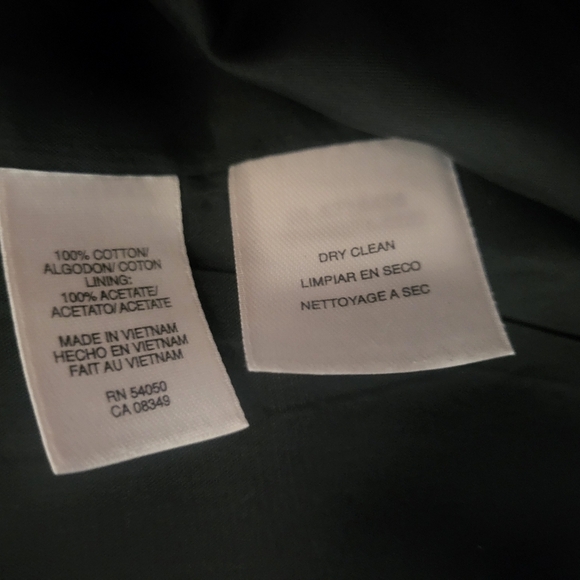 100% COTTON/
ALGODON/ COTON
LINING:
100% ACETATE/
ACETATO/ ACETATE
MADE IN VIETNAM
HECHO EN VIETNAM
FAIT AU VIETNAM
RN 54050
CA 08349
DRY CLEAN
LIMPIAR EN SECO
NETTOYAGE A SEC